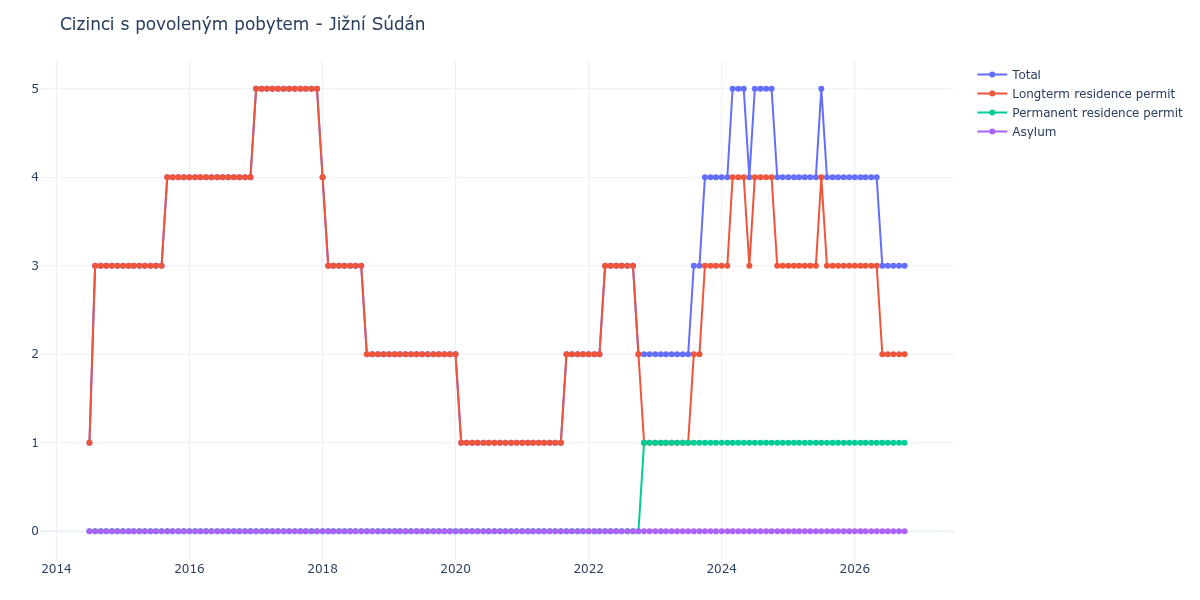 Cizinci s povoleným pobytem - Jižní Súdán
5
4
3
2
1
0
2014
2016
2018
2020
2022
2024
2026
Total
Longterm residence permit
Permanent residence permit
Asylum